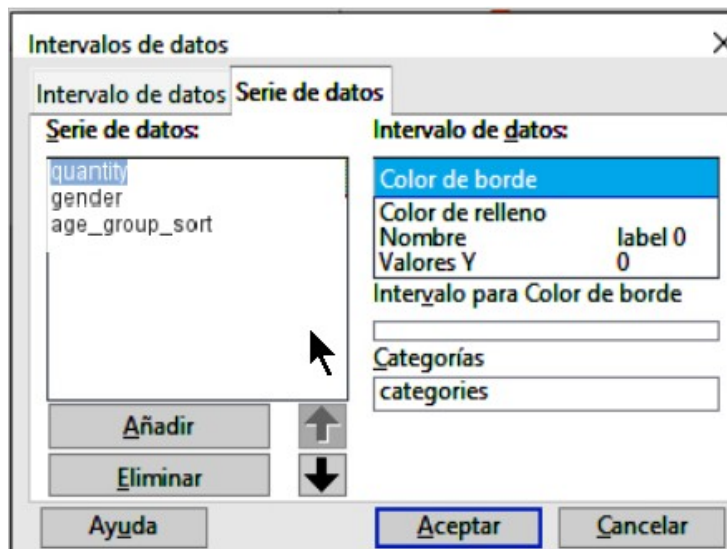 Intervalos de datos
Intervalo de datos
Serie de datos
Serie de datos:
quantity
gender
age_group_sort
Añadir
Eliminar
Intervalo de datos:
Color de borde
Color de relleno
Nombre label 0
Valores Y 0
Intervalo para Color de borde
Categorías
categories
Ayuda
Aceptar
Cancelar